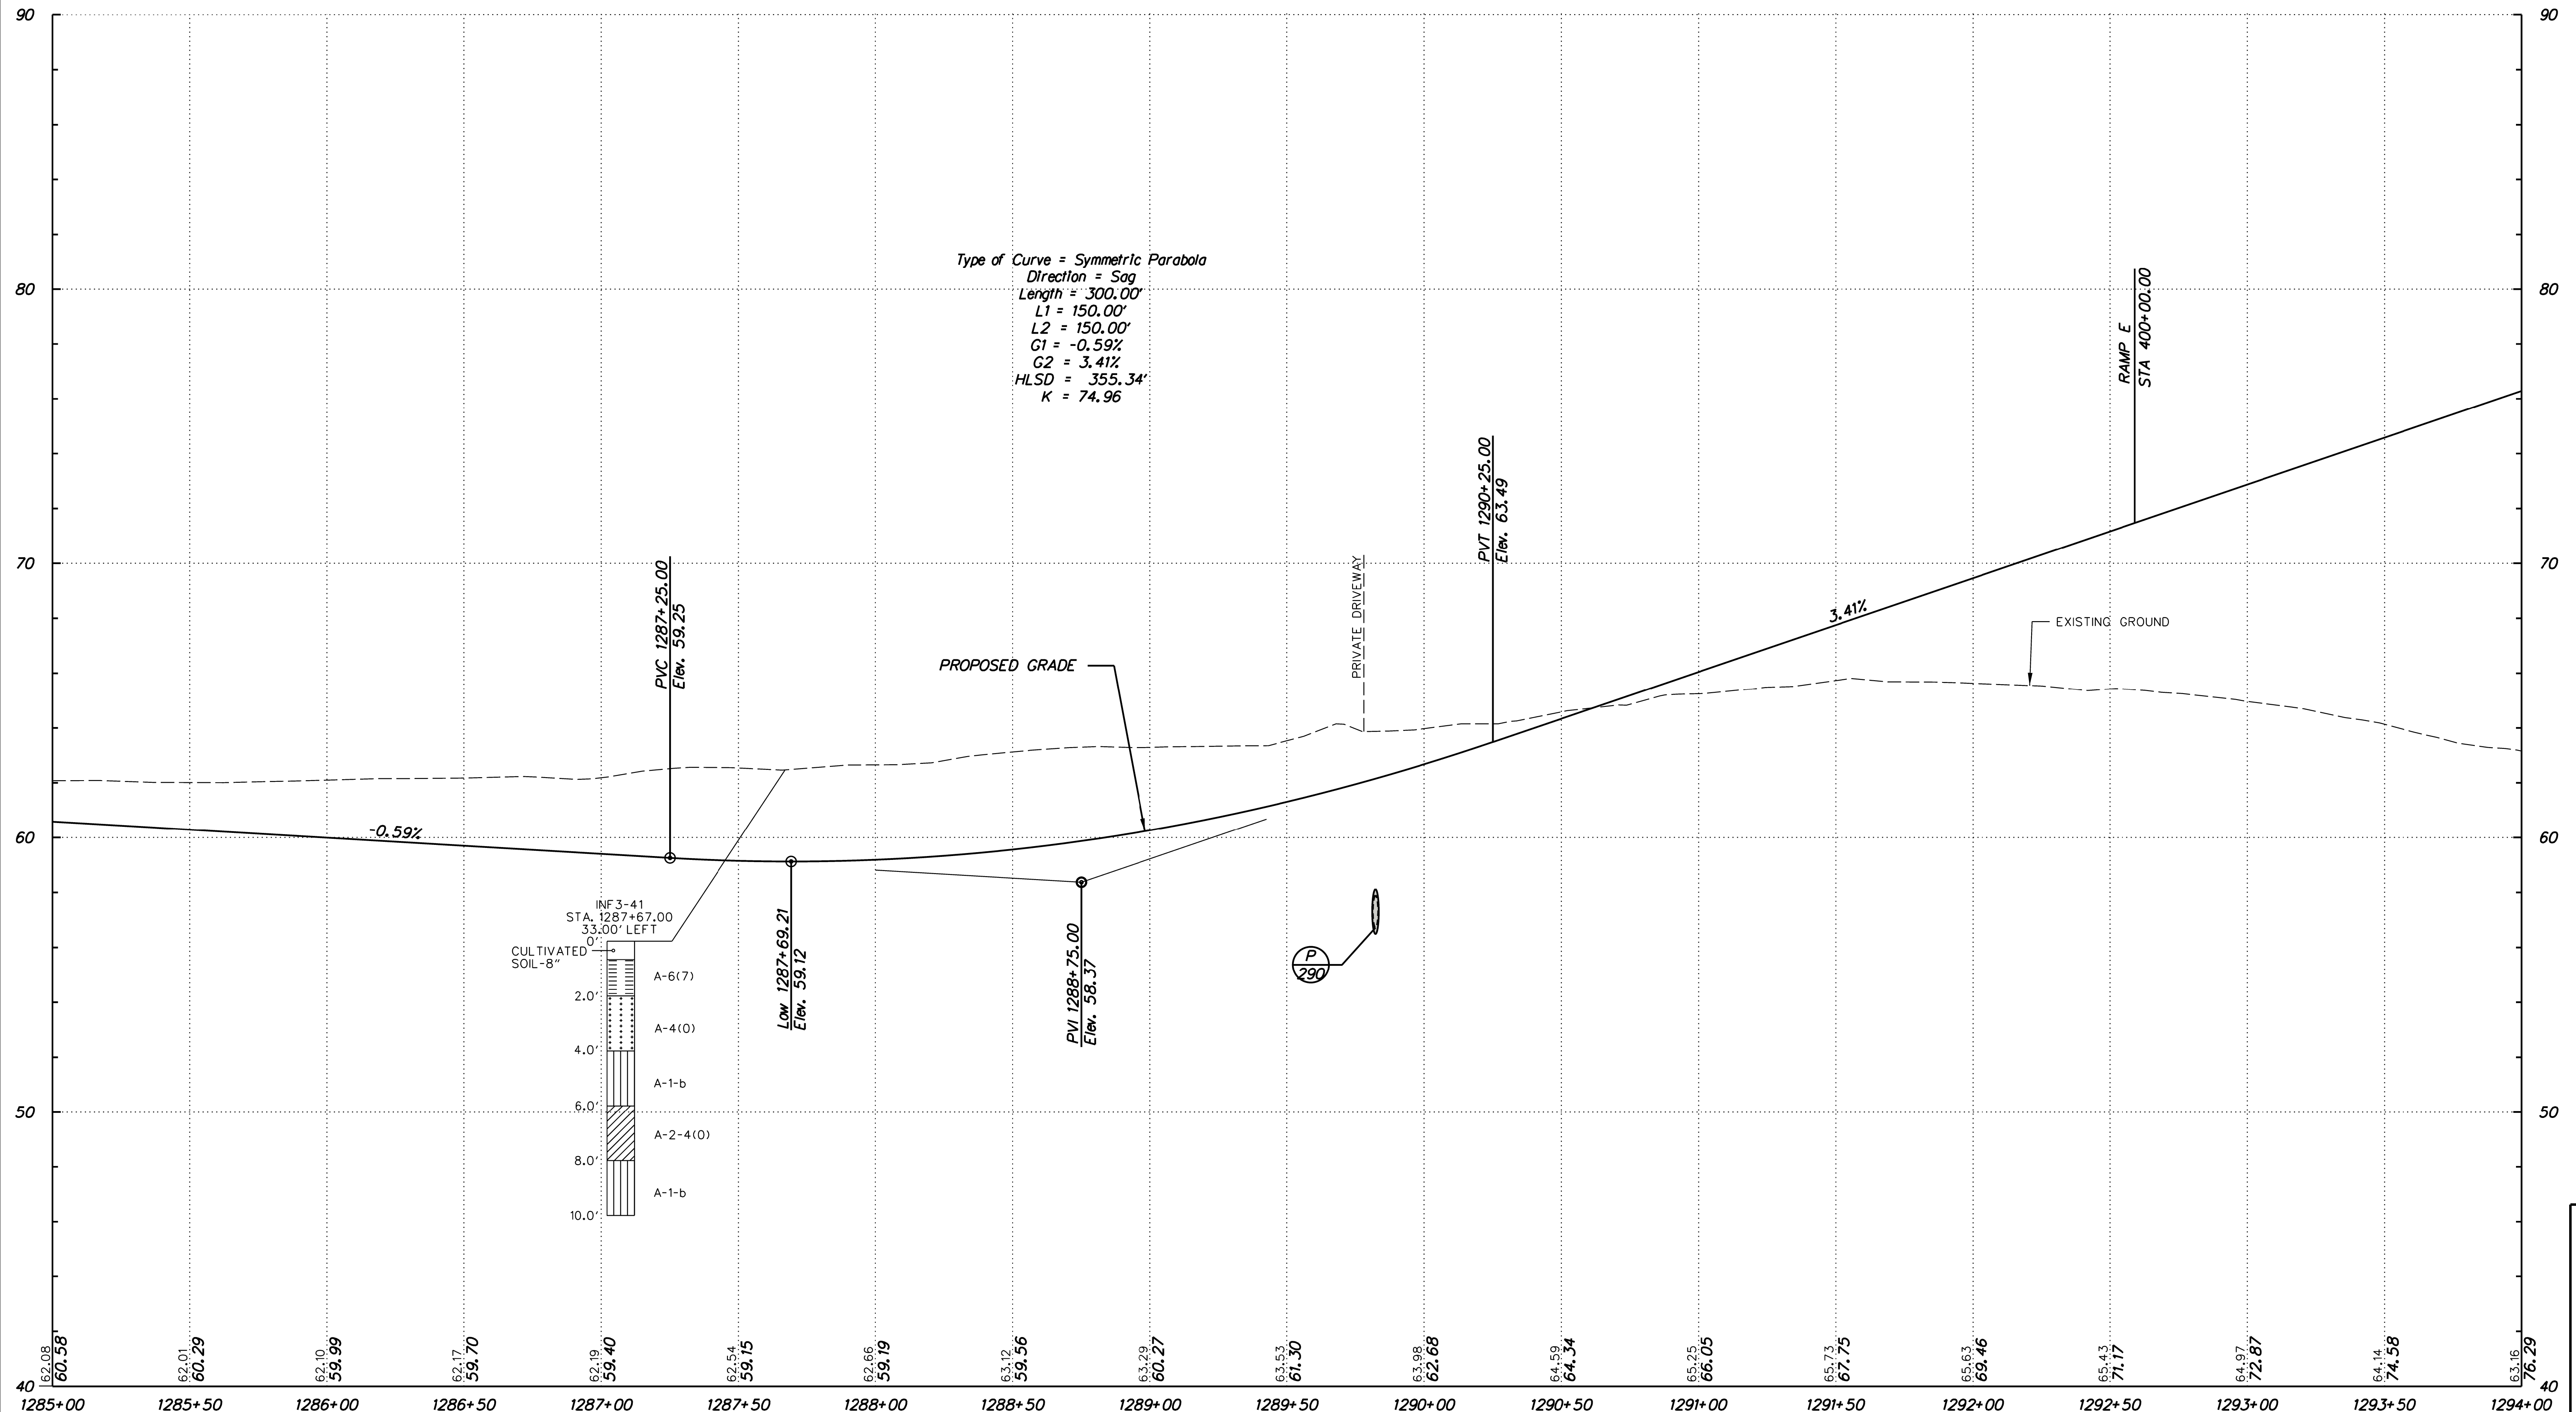 90
90
Type of Curve = Symmetric Parabola
Direction = Sag
80
80
Length = 300.00'
L1 = 150.00'
L2 = 150.00'
G1 = -0.59%
G2 = 3.41%
HLSD = 355.34'
K = 74.96
RAMP E
STA 400+00.00
PVT 1290+25.00
Elev. 63.49
70
70
PVC 1287+25.00
Elev. 59.25
PRIVATE DRIVEWAY
3.41%
EXISTING GROUND
PROPOSED GRADE
-0.59%
60
60
INF3-41
STA. 1287+67.00
33.00' LEFT
0'
CULTIVATED
SOIL-8"
A-6(7)
2.0'
A-4(0)
4.0'
A-1-b
6.0'
A-2-4(0)
8.0'
A-1-b
10.0'
Low 1287+69.21
Elev. 59.12
PVI 1288+75.00
Elev. 58.37
P
290
50
50
62.08
60.58
62.01
60.29
62.10
59.99
62.17
59.70
62.19
59.40
62.54
59.15
62.66
59.19
63.12
59.56
63.29
60.27
63.53
61.30
63.98
62.68
64.59
64.34
65.25
66.05
65.73
67.75
65.63
69.46
65.43
71.17
64.97
72.87
64.14
74.58
63.16
76.29
40
40
1285+00
1285+50
1286+00
1286+50
1287+00
1287+50
1288+00
1288+50
1289+00
1289+50
1290+00
1290+50
1291+00
1291+50
1292+00
1292+50
1293+00
1293+50
1294+00